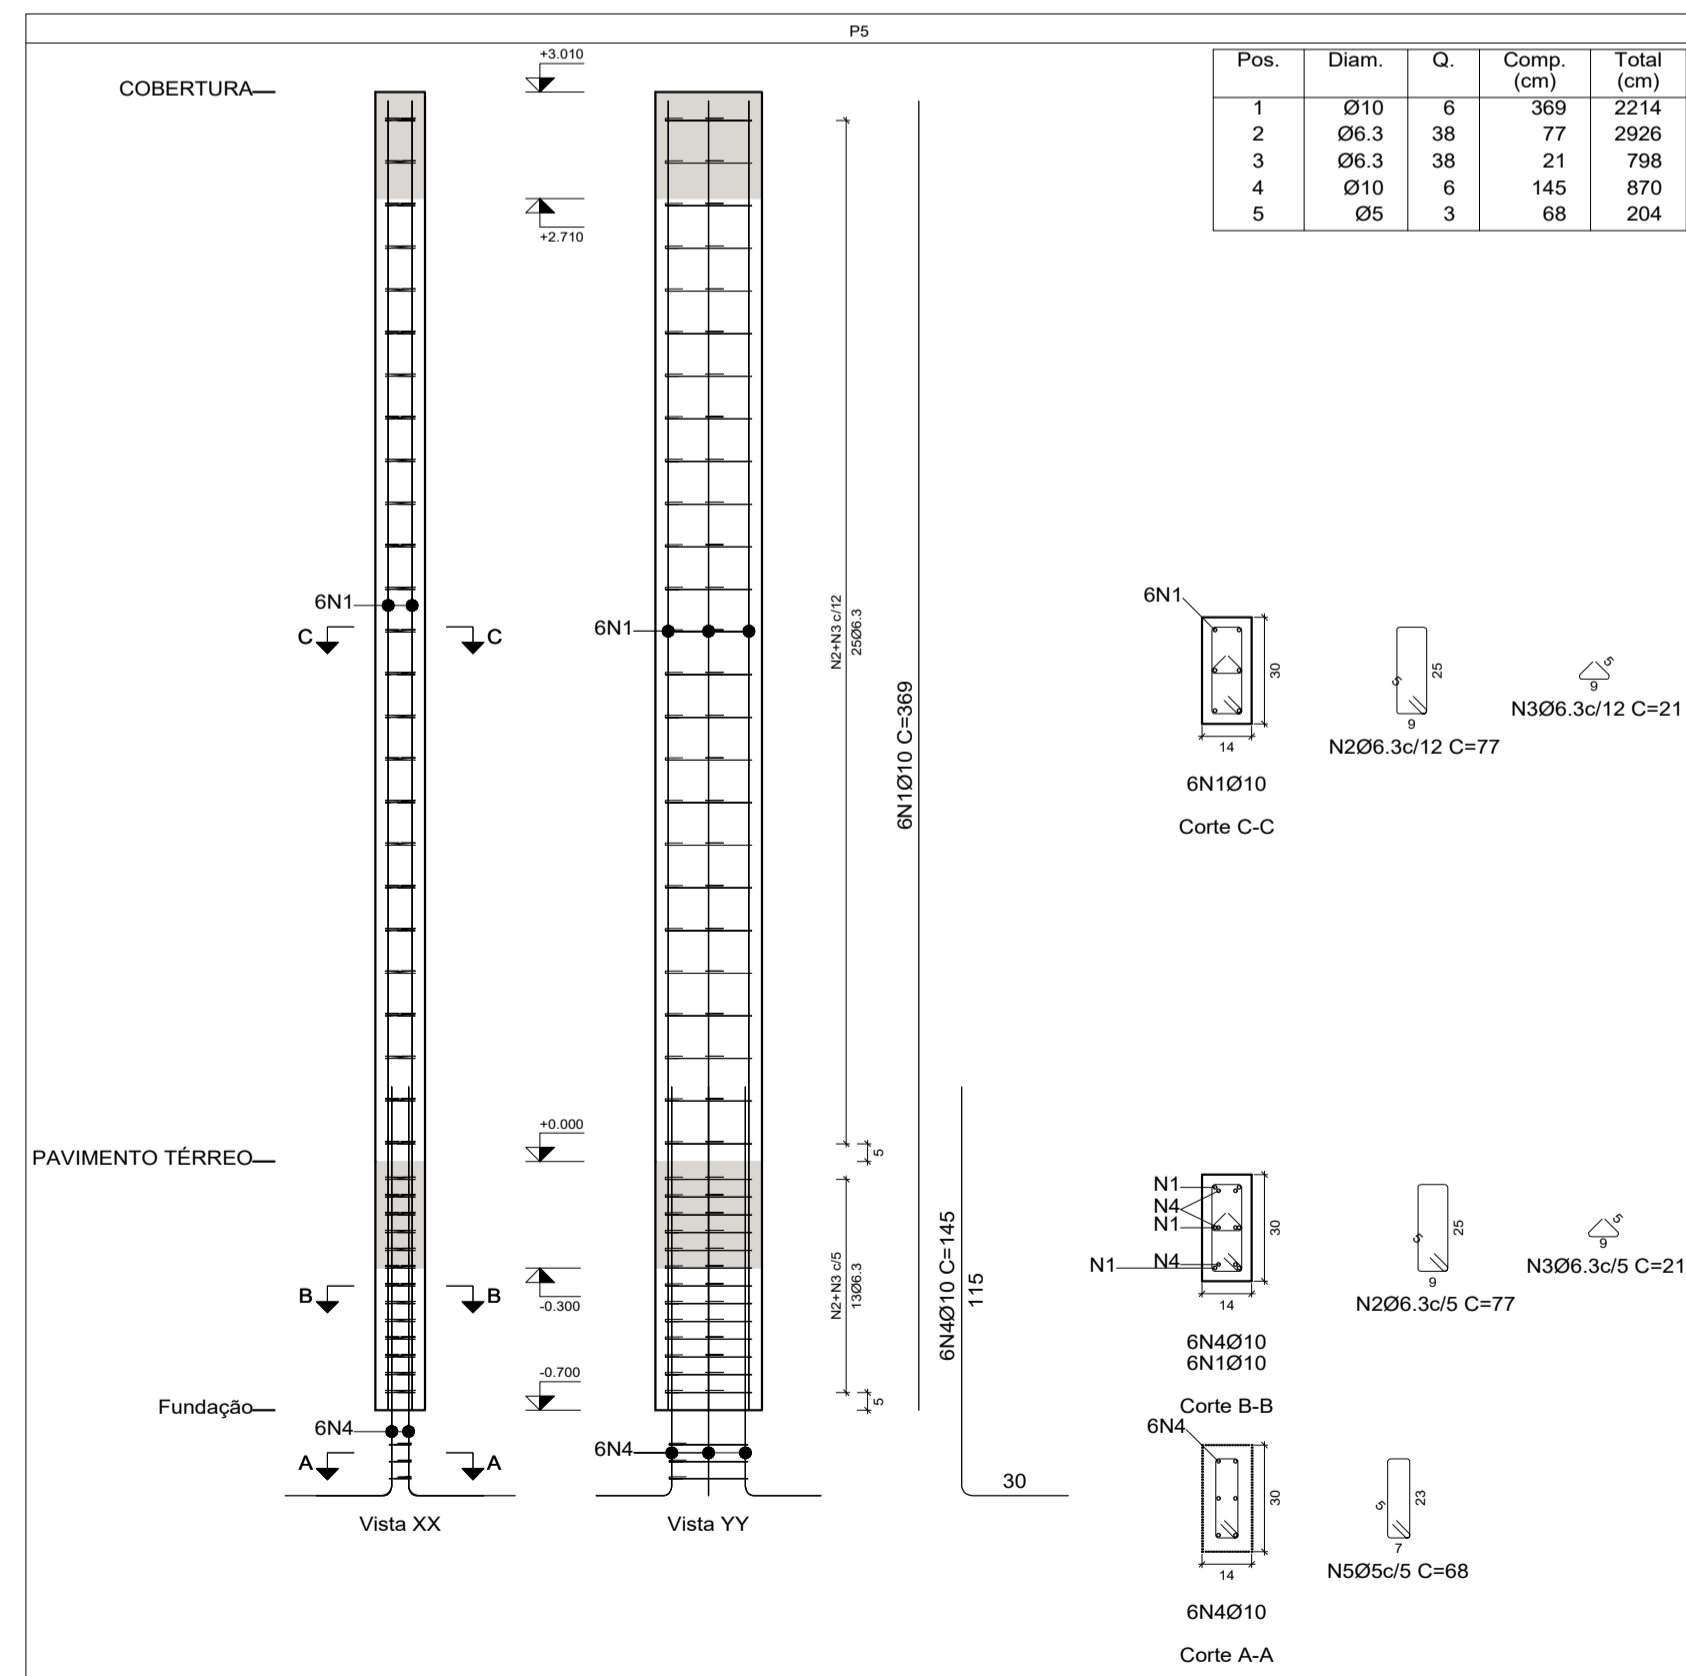 P5
Pos. Diam. Q. Comp. (cm) Total (cm)
1 Ø10 6 369 2214
2 Ø6.3 38 77 2926
3 Ø6.3 38 21 798
4 Ø10 6 145 870
5 Ø5 3 68 204
+3.010
COBERTURA
+2.710
6N1
C C
6N1
N2+N3 c/12
25Ø6.3
6N1Ø10 C=369
6N1
30
14
6N1Ø10
Corte C-C
5
25
9
N2Ø6.3c/12 C=77
5
9
N3Ø6.3c/12 C=21
+0.000
PAVIMENTO TÉRREO
5
B B
-0.300
N2+N3 c/5
13Ø6.3
-0.700
Fundação
5
6N4
6N4
A A
Vista XX
Vista YY
6N4Ø10 C=145
115
30
N1
N4
N1
N1 N4
30
14
6N4Ø10
6N1Ø10
Corte B-B
5
25
9
N2Ø6.3c/5 C=77
5
9
N3Ø6.3c/5 C=21
6N4
30
14
6N4Ø10
Corte A-A
5
23
7
N5Ø5c/5 C=68